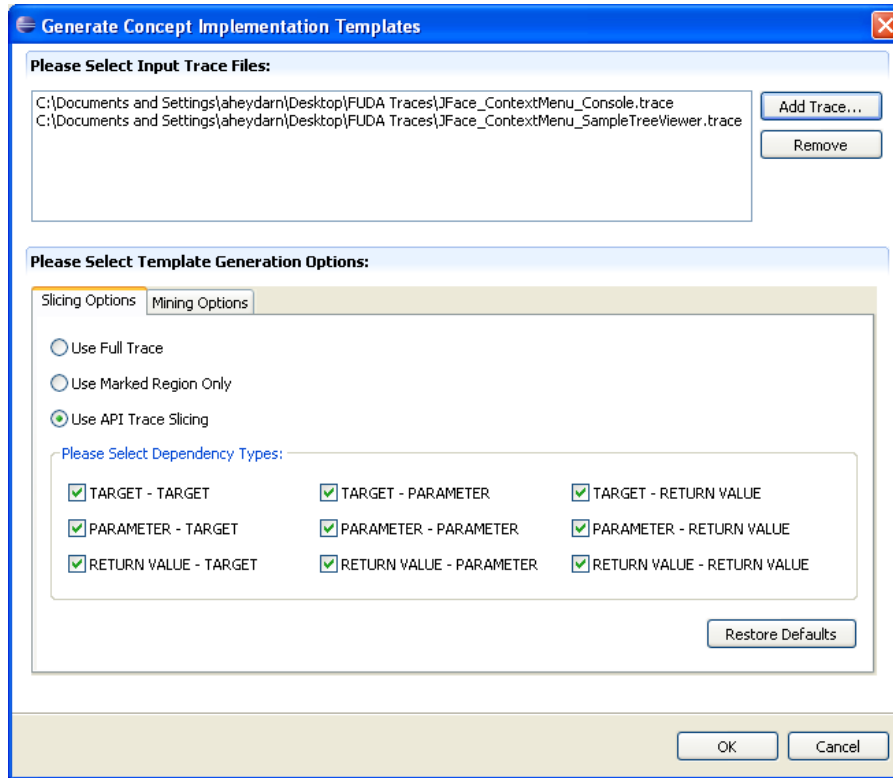 Generate Concept Implementation Templates
Please Select Input Trace Files:
C:\Documents and Settings\aheydarn\Desktop\FUDA Traces\JFace_ContextMenu_Console.trace
C:\Documents and Settings\aheydarn\Desktop\FUDA Traces\JFace_ContextMenu_SampleTreeViewer.trace
Add Trace...
Remove
Please Select Template Generation Options:
Slicing Options Mining Options
Use Full Trace
Use Marked Region Only
Use API Trace Slicing
Please Select Dependency Types:
TARGET - TARGET TARGET - PARAMETER TARGET - RETURN VALUE
PARAMETER - TARGET PARAMETER - PARAMETER PARAMETER - RETURN VALUE
RETURN VALUE - TARGET RETURN VALUE - PARAMETER RETURN VALUE - RETURN VALUE
Restore Defaults
OK Cancel